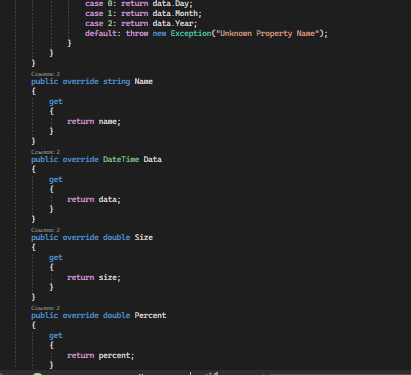 case 0: return data.Day;
case 1: return data.Month;
case 2: return data.Year;
default: throw new Exception("Unknown Property Name");
}
}
}
Ссылок: 2
public override string Name
{
get
{
return name;
}
}
Ссылок: 2
public override DateTime Data
{
get
{
return data;
}
}
Ссылок: 2
public override double Size
{
get
{
return size;
}
}
Ссылок: 2
public override double Percent
{
get
{
return percent;
}